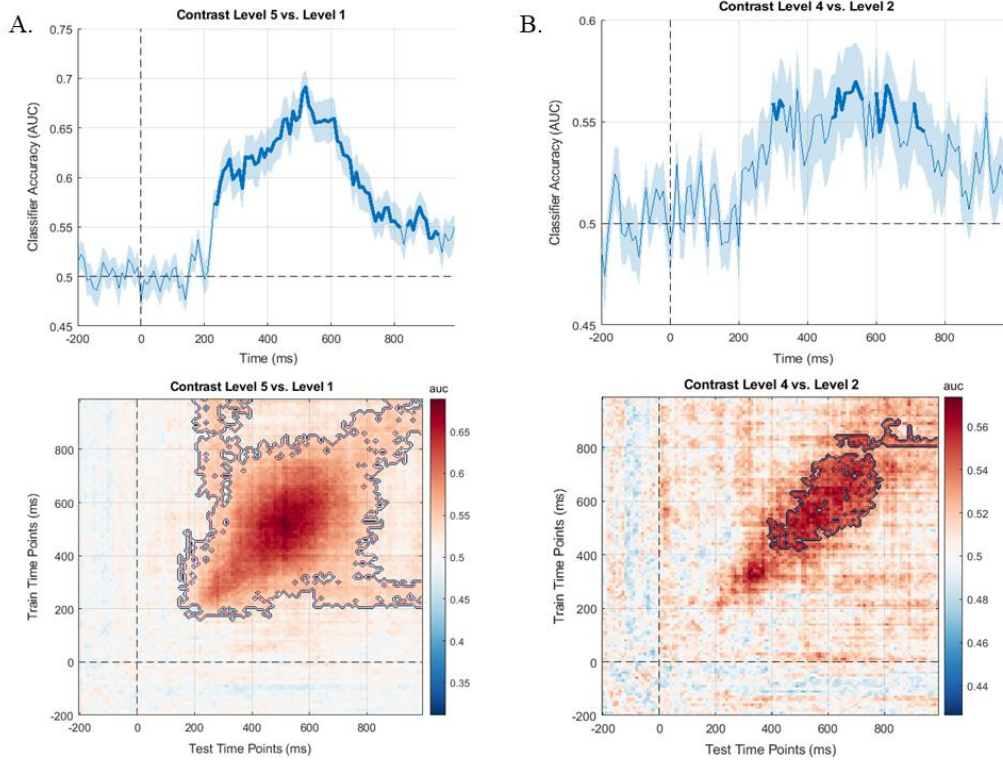 A.
Contrast Level 5 vs. Level 1
0.75
0.7
0.65
0.6
0.55
0.5
0.45
Classifier Accuracy (AUC)
-200 0 200 400 600 800
Time (ms)
B.
Contrast Level 4 vs. Level 2
0.6
0.55
0.5
0.45
Classifier Accuracy (AUC)
-200 0 200 400 600 800
Time (ms)
Contrast Level 5 vs. Level 1
auc
800
600
400
200
0
-200
Train Time Points (ms)
-200 0 200 400 600 800
Test Time Points (ms)
0.65
0.6
0.55
0.5
0.45
0.4
0.35
Contrast Level 4 vs. Level 2
auc
800
600
400
200
0
-200
Train Time Points (ms)
-200 0 200 400 600 800
Test Time Points (ms)
0.56
0.54
0.52
0.5
0.48
0.46
0.44